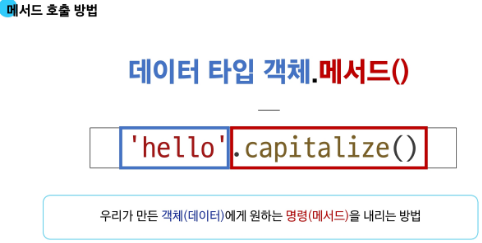 메서드 호출 방법
데이터 타입 객체.메서드()
'hello'.capitalize()
우리가 만든 객체(데이터)에게 원하는 명령(메서드)을 내리는 방법